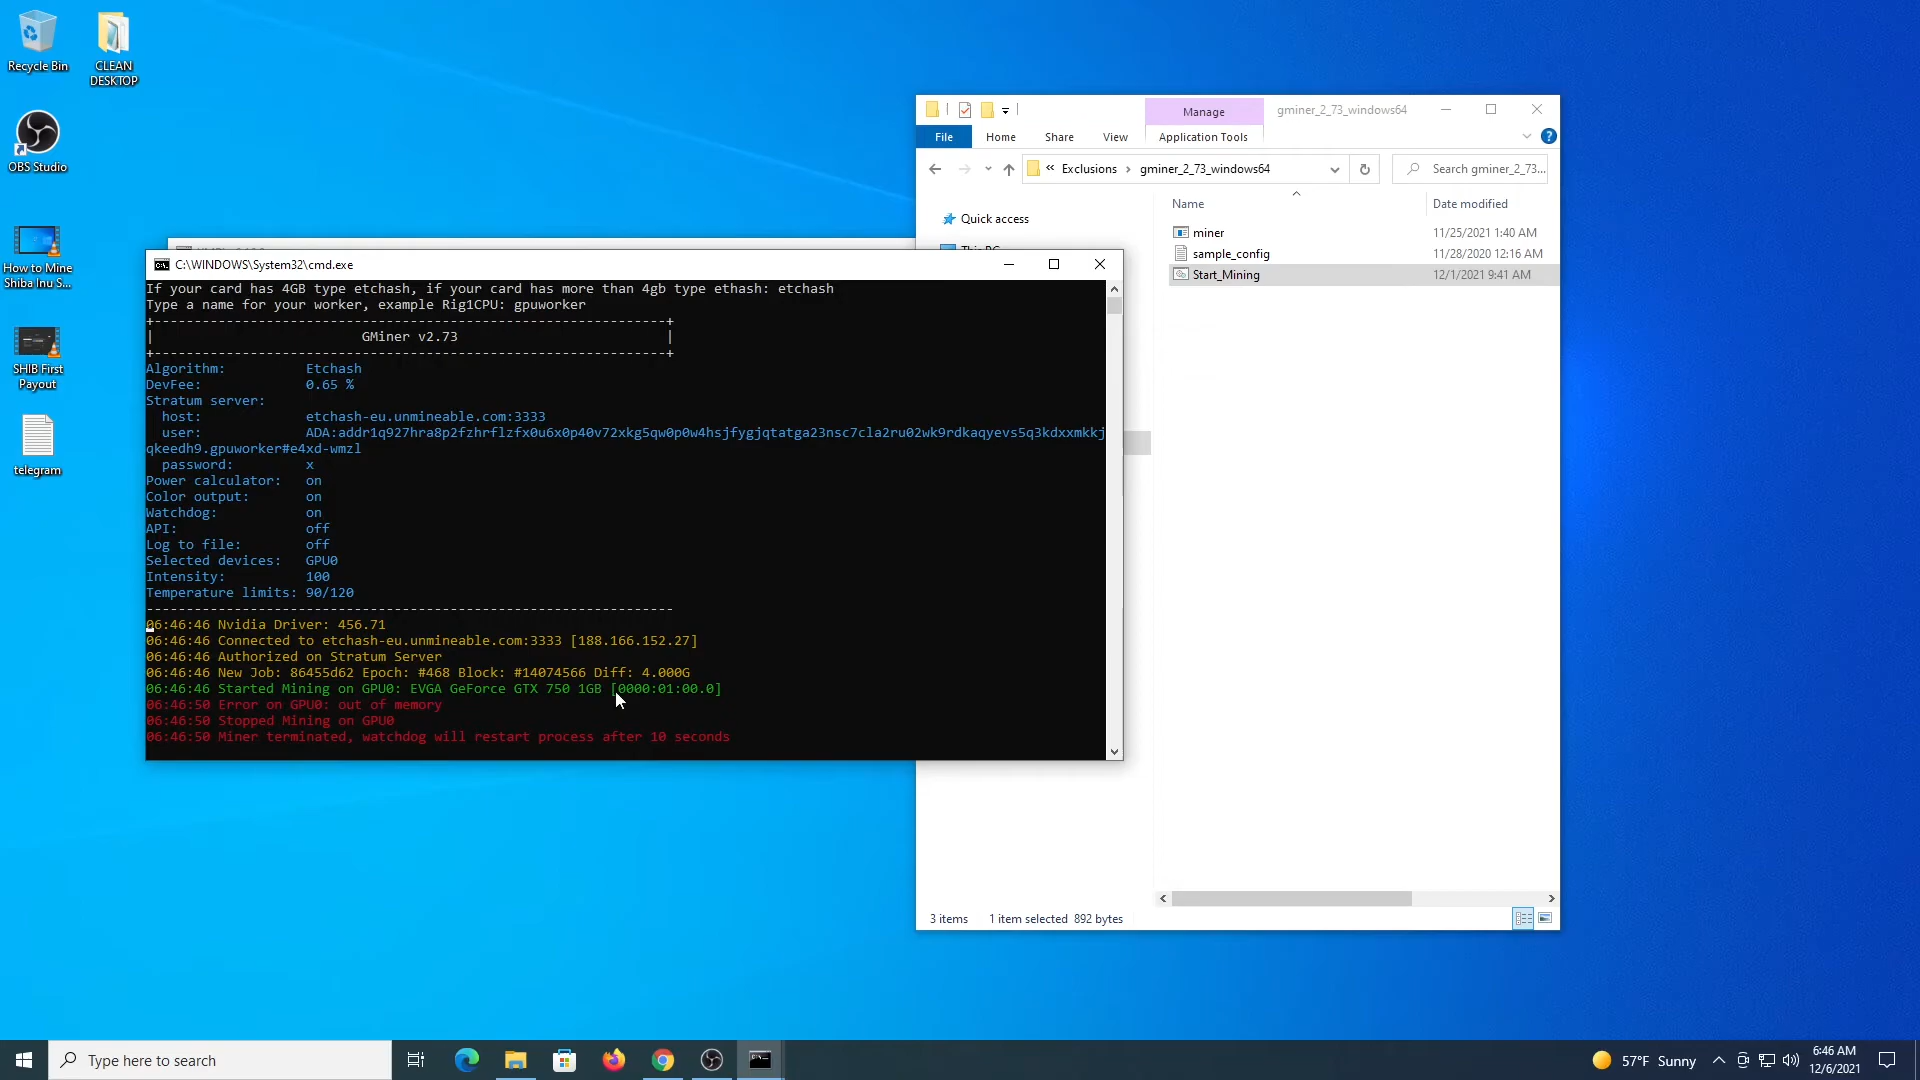 Recycle Bin
CLEAN
DESKTOP
OBS Studio
How to Mine
Shiba Inu S...
SHIB First
Payout
telegram
Manage
gminer_2_73_windows64
File
Home
Share
View
Application Tools
« Exclusions › gminer_2_73_windows64
Search gminer_2_73...
Quick access
Name
Date modified
miner
11/25/2021 1:40 AM
sample_config
11/28/2020 12:16 AM
Start_Mining
12/1/2021 9:41 AM
3 items
1 item selected 892 bytes
C:\WINDOWS\System32\cmd.exe
If your card has 4GB type etchash, if your card has more than 4gb type ethash: etchash
Type a name for your worker, example Rig1CPU: gpuworker
+-----------------------------------------------------------------+
| GMiner v2.73 |
+-----------------------------------------------------------------+
Algorithm: Etchash
DevFee: 0.65 %
Stratum server:
host: etchash-eu.unmineable.com:3333
user: ADA:addr1q927hra8p2fzhrflzfx0u6x0p40v72xkg5qw0p0w4hsjfygjqtatga23nsc7cla2ru02wk9rdkaqyevs5q3kdxxmkkj
qkeedh9.gpuworker#e4xd-wmzl
password: x
Power calculator: on
Color output: on
Watchdog: on
API: off
Log to file: off
Selected devices: GPU0
Intensity: 100
Temperature limits: 90/120
------------------------------------------------------------------
06:46:46 Nvidia Driver: 456.71
06:46:46 Connected to etchash-eu.unmineable.com:3333 [188.166.152.27]
06:46:46 Authorized on Stratum Server
06:46:46 New Job: 86455d62 Epoch: #468 Block: #14074566 Diff: 4.000G
06:46:46 Started Mining on GPU0: EVGA GeForce GTX 750 1GB [0000:01:00.0]
06:46:50 Error on GPU0: out of memory
06:46:50 Stopped Mining on GPU0
06:46:50 Miner terminated, watchdog will restart process after 10 seconds
Type here to search
57°F Sunny
6:46 AM
12/6/2021